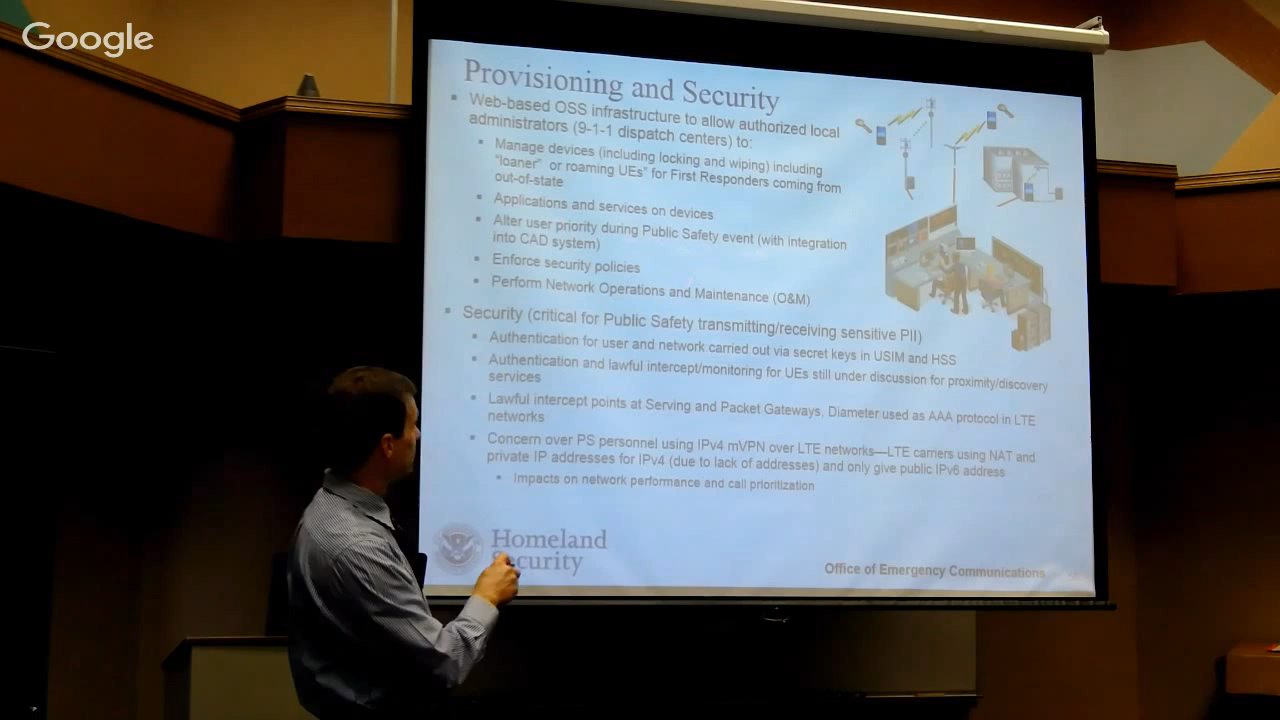 Google
Provisioning and Security
▪ Web-based OSS infrastructure to allow authorized local
administrators (9-1-1 dispatch centers) to:
▪ Manage devices (including locking and wiping) including
"loaner" or roaming UEs" for First Responders coming from
out-of-state
▪ Applications and services on devices
▪ Alter user priority during Public Safety event (with integration
into CAD system)
▪ Enforce security policies
▪ Perform Network Operations and Maintenance (O&M)
▪ Security (critical for Public Safety transmitting/receiving sensitive PII)
▪ Authentication for user and network carried out via secret keys in USIM and HSS
▪ Authentication and lawful intercept/monitoring for UEs still under discussion for proximity/discovery
services
▪ Lawful intercept points at Serving and Packet Gateways, Diameter used as AAA protocol in LTE
networks
▪ Concern over PS personnel using IPv4 mVPN over LTE networks—LTE carriers using NAT and
private IP addresses for IPv4 (due to lack of addresses) and only give public IPv6 address
▪ Impacts on network performance and call prioritization
Homeland
Security
Office of Emergency Communications